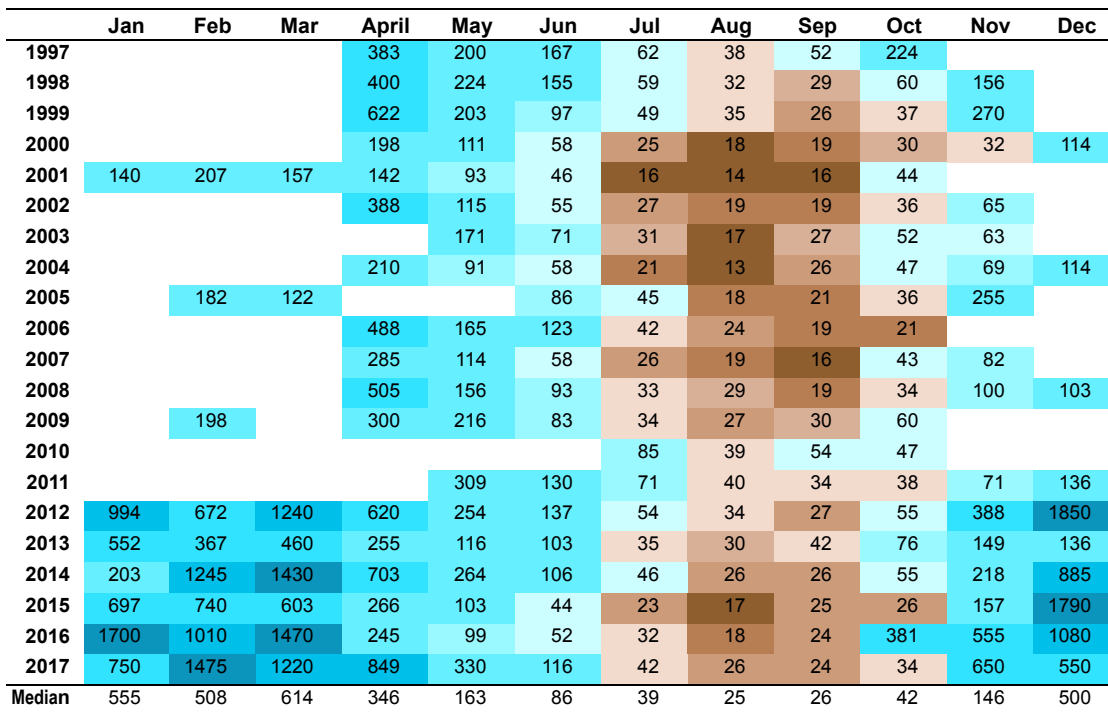 Jan Feb Mar April May Jun Jul Aug Sep Oct Nov Dec
1997 383 200 167 62 38 52 224
1998 400 224 155 59 32 29 60 156
1999 622 203 97 49 35 26 37 270
2000 198 111 58 25 18 19 30 32 114
2001 140 207 157 142 93 46 16 14 16 44
2002 388 115 55 27 19 19 36 65
2003 171 71 31 17 27 52 63
2004 210 91 58 21 13 26 47 69 114
2005 182 122 86 45 18 21 36 255
2006 488 165 123 42 24 19 21
2007 285 114 58 26 19 16 43 82
2008 505 156 93 33 29 19 34 100 103
2009 198 300 216 83 34 27 30 60
2010 85 39 54 47
2011 309 130 71 40 34 38 71 136
2012 994 672 1240 620 254 137 54 34 27 55 388 1850
2013 552 367 460 255 116 103 35 30 42 76 149 136
2014 203 1245 1430 703 264 106 46 26 26 55 218 885
2015 697 740 603 266 103 44 23 17 25 26 157 1790
2016 1700 1010 1470 245 99 52 32 18 24 381 555 1080
2017 750 1475 1220 849 330 116 42 26 24 34 650 550
Median 555 508 614 346 163 86 39 25 26 42 146 500